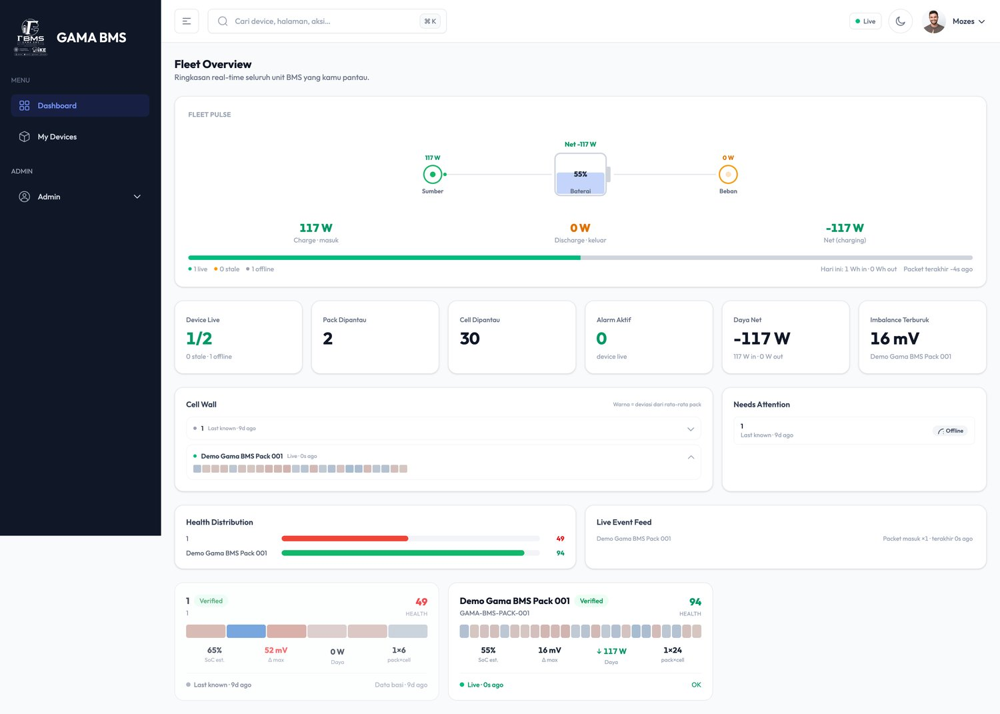 ΓBMS
GAMA BMS
Cari device, halaman, aksi...
⌘ K
Live
Mozes
MENU
Dashboard
My Devices
ADMIN
Admin
Fleet Overview
Ringkasan real-time seluruh unit BMS yang kamu pantau.
FLEET PULSE
Net -117 W
117 W
0 W
55%
Sumber
Baterai
Beban
117 W
0 W
-117 W
Charge · masuk
Discharge · keluar
Net (charging)
1 live
0 stale
1 offline
Hari ini: 1 Wh in · 0 Wh out
Packet terakhir -4s ago
Device Live
1/2
0 stale · 1 offline
Pack Dipantau
2
Cell Dipantau
30
Alarm Aktif
0
device live
Daya Net
-117 W
117 W in · 0 W out
Imbalance Terburuk
16 mV
Demo Gama BMS Pack 001
Cell Wall
Warna = deviasi dari rata-rata pack
1 Last known · 9d ago
Demo Gama BMS Pack 001 Live · 0s ago
Needs Attention
1
Last known · 9d ago
Offline
Health Distribution
1
49
Demo Gama BMS Pack 001
94
Live Event Feed
Demo Gama BMS Pack 001
Packet masuk ×1 · terakhir 0s ago
1 Verified
49
1
HEALTH
65%
52 mV
0 W
1×6
SoC est.
Δ max
Daya
pack×cell
Last known · 9d ago
Data basi · 9d ago
Demo Gama BMS Pack 001 Verified
94
GAMA-BMS-PACK-001
HEALTH
55%
16 mV
↓ 117 W
1×24
SoC est.
Δ max
Daya
pack×cell
Live · 0s ago
OK